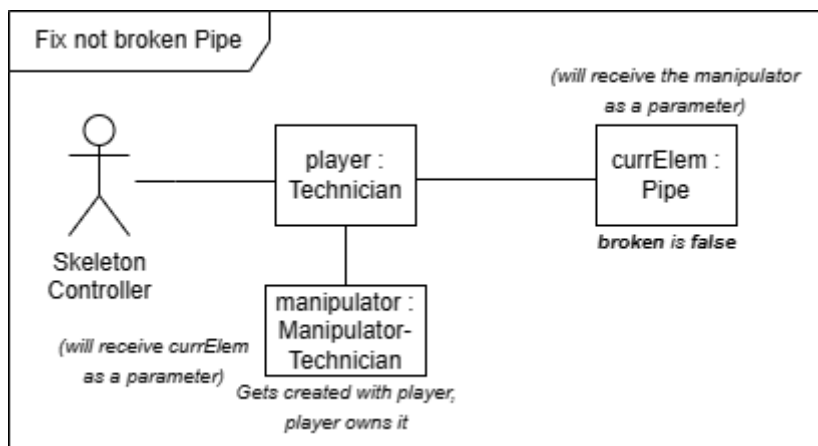 Fix not broken Pipe
(will receive the manipulator
as a parameter)
player :
Technician
currElem :
Pipe
broken is false
Skeleton
Controller
manipulator :
Manipulator-
Technician
(will receive currElem
as a parameter)
Gets created with player,
player owns it